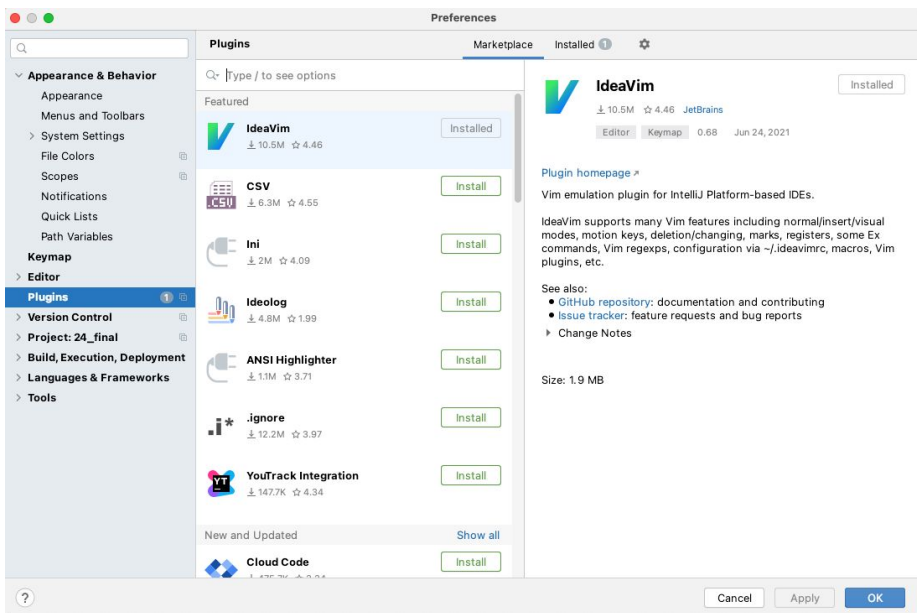 Preferences
Appearance & Behavior
Appearance
Menus and Toolbars
System Settings
File Colors
Scopes
Notifications
Quick Lists
Path Variables
Keymap
Editor
Plugins 1
Version Control
Project: 24_final
Build, Execution, Deployment
Languages & Frameworks
Tools
Plugins Marketplace Installed 1
Type / to see options
Featured
IdeaVim Installed
10.5M 4.46
.CSV
CSV Install
6.3M 4.55
Ini Install
2M 4.09
Ideolog Install
4.8M 1.99
ANSI Highlighter Install
1.1M 3.71
.i*
.ignore Install
12.2M 3.97
YT
YouTrack Integration Install
147.7K 4.34
New and Updated Show all
Cloud Code Install
IdeaVim Installed
10.5M 4.46 JetBrains
Editor Keymap 0.68 Jun 24, 2021
Plugin homepage
Vim emulation plugin for IntelliJ Platform-based IDEs.
IdeaVim supports many Vim features including normal/insert/visual
modes, motion keys, deletion/changing, marks, registers, some Ex
commands, Vim regexps, configuration via ~/.ideavimrc, macros, Vim
plugins, etc.
See also:
GitHub repository: documentation and contributing
Issue tracker: feature requests and bug reports
Change Notes
Size: 1.9 MB
? Cancel Apply OK